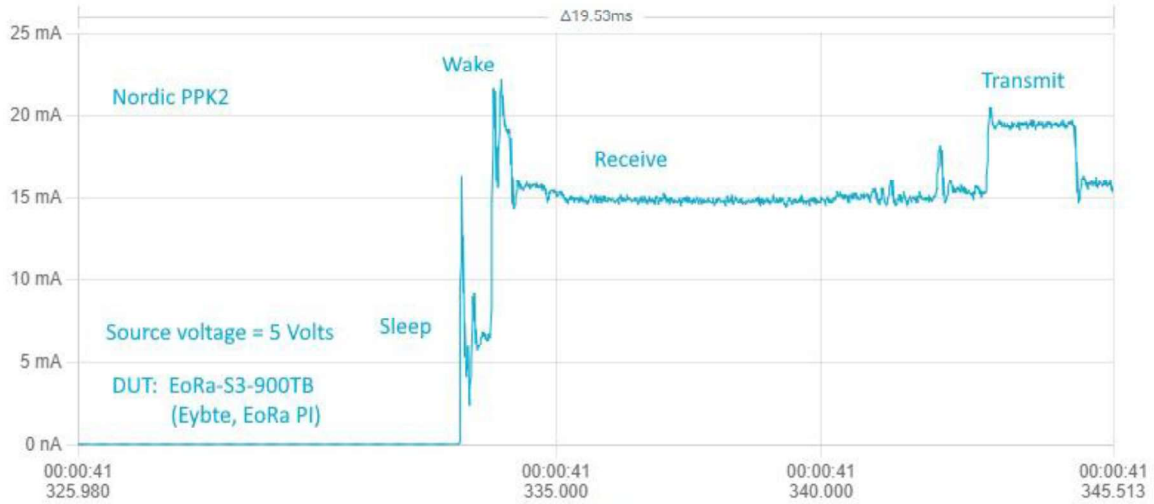 Δ19.53ms
25 mA
Wake
Transmit
Nordic PPK2
20 mA
Receive
15 mA
10 mA
Source voltage = 5 Volts
Sleep
5 mA
DUT: EoRa-S3-900TB
(Eybte, EoRa PI)
0 nA
00:00:41 00:00:41 00:00:41 00:00:41
325.980 335.000 340.000 345.513